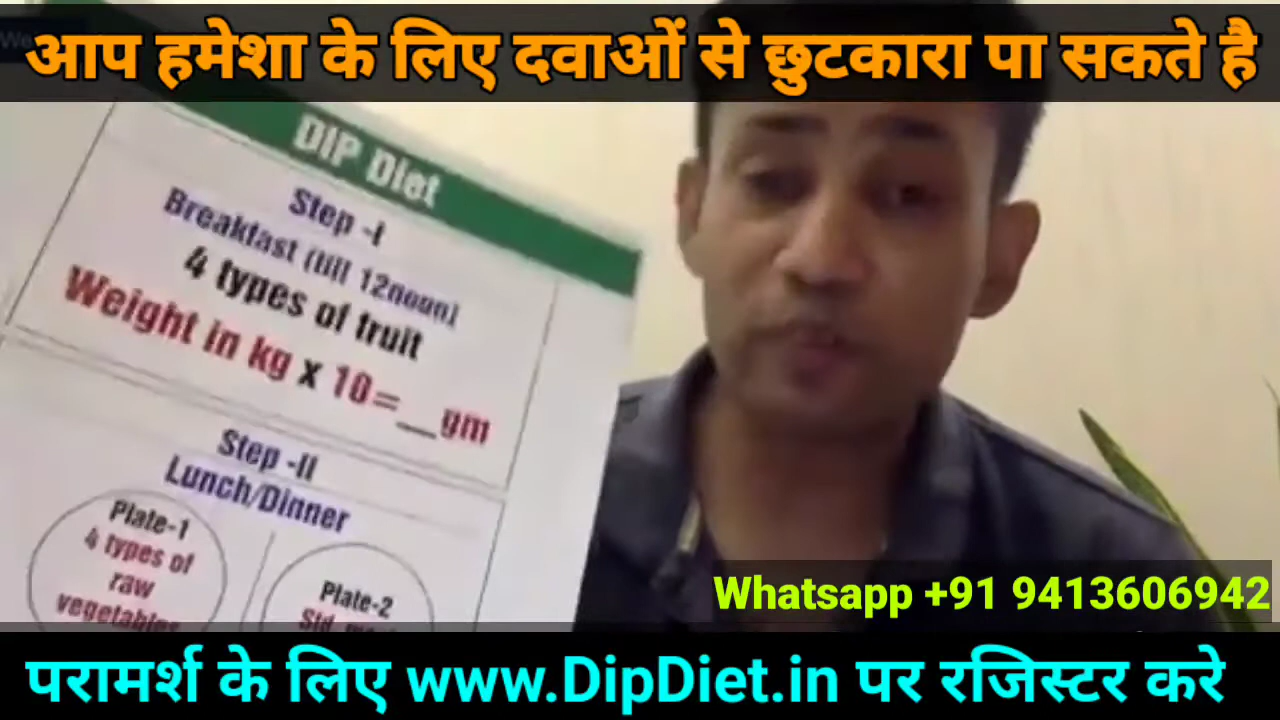 आप हमेशा के लिए दवाओं से छुटकारा पा सकते है
DIP Diet
Step -I
Breakfast (till 12noon)
4 types of fruit
Weight in kg x 10=__gm
Step -II
Lunch/Dinner
Plate-1
4 types of
raw
vegetables
Plate-2
Std.
Whatsapp +91 9413606942
परामर्श के लिए www.DipDiet.in पर रजिस्टर करे